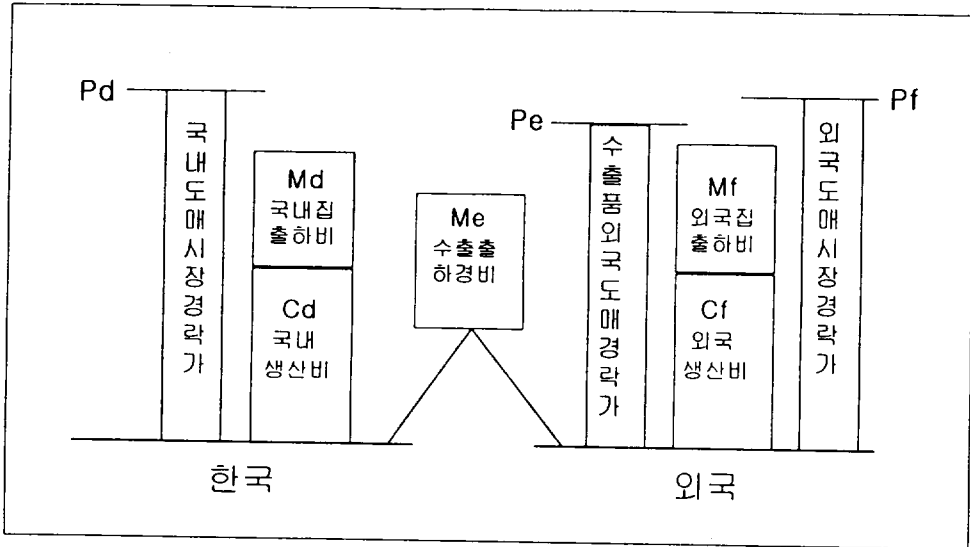 Pd
국내도매시장경락가
Md
국내집
출하비
Cd
국내
생산비
Me
수출출
하경비
Pe
수출품외국도매경락가
Mf
외국집
출하비
Cf
외국
생산비
Pf
외국도매시장경락가
한국
외국